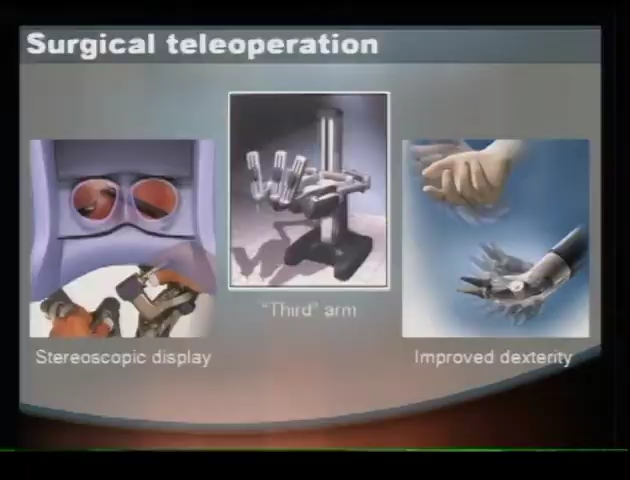 Surgical teleoperation
"Third" arm
Stereoscopic display
Improved dexterity